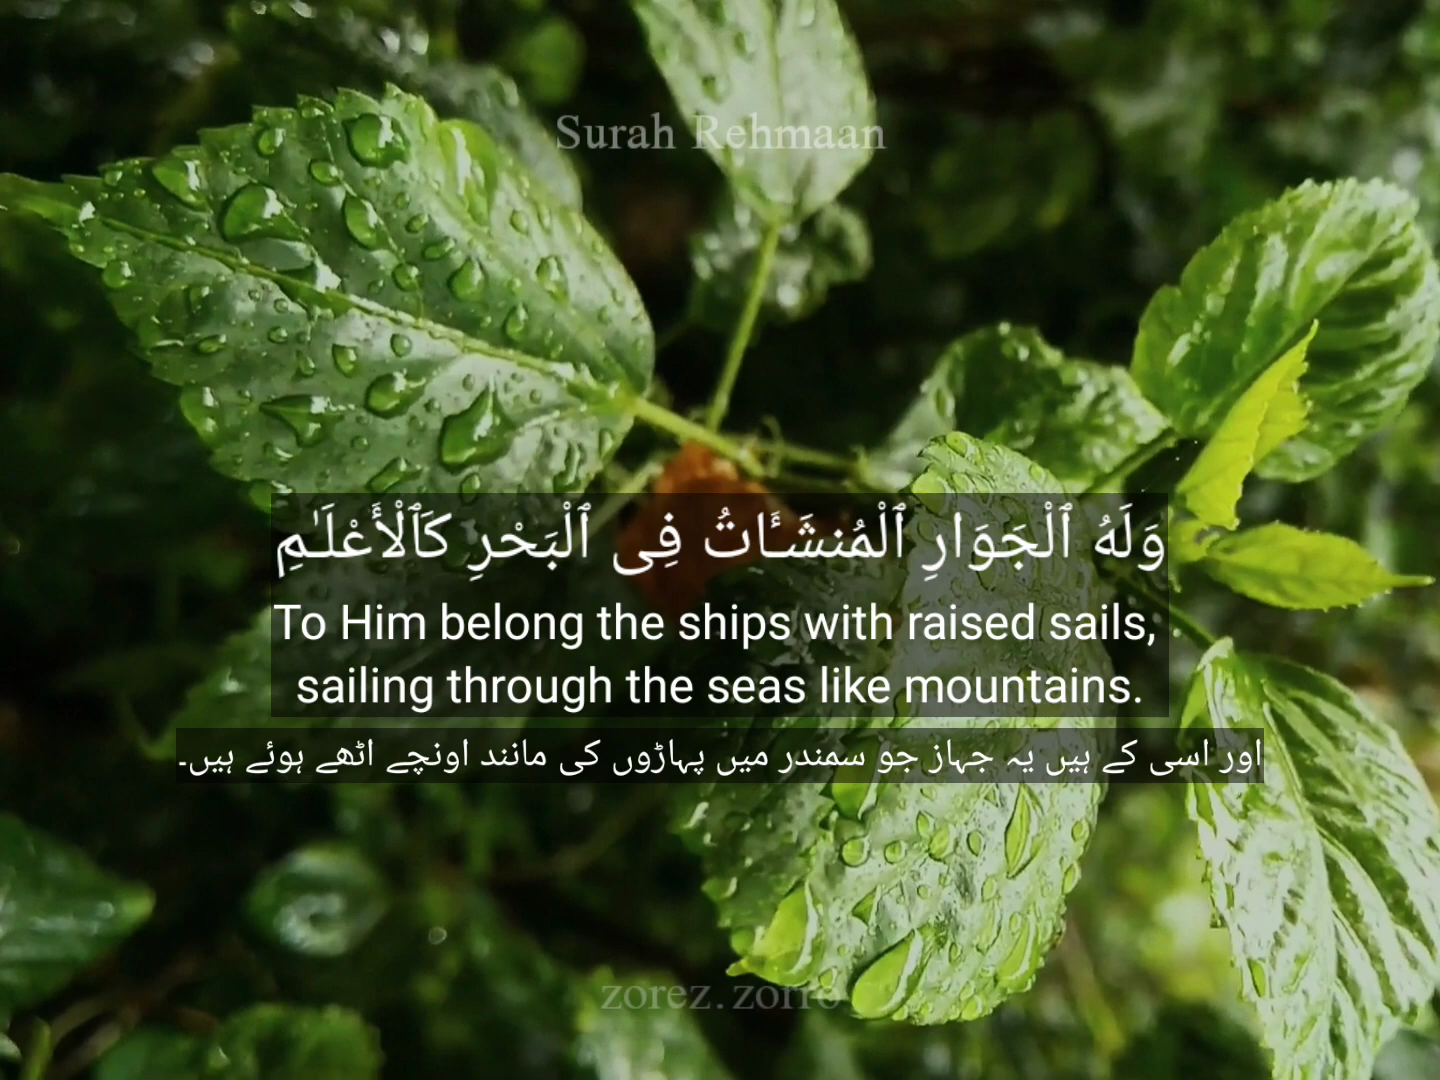 Surah Rehmaan
وَلَهُ ٱلْجَوَارِ ٱلْمُنشَـَٔاتُ فِى ٱلْبَحْرِ كَٱلْأَعْلَـٰمِ
To Him belong the ships with raised sails,
sailing through the seas like mountains.
اور اسی کے ہیں یہ جہاز جو سمندر میں پہاڑوں کی مانند اونچے اٹھے ہوئے ہیں۔
zorez.zorro